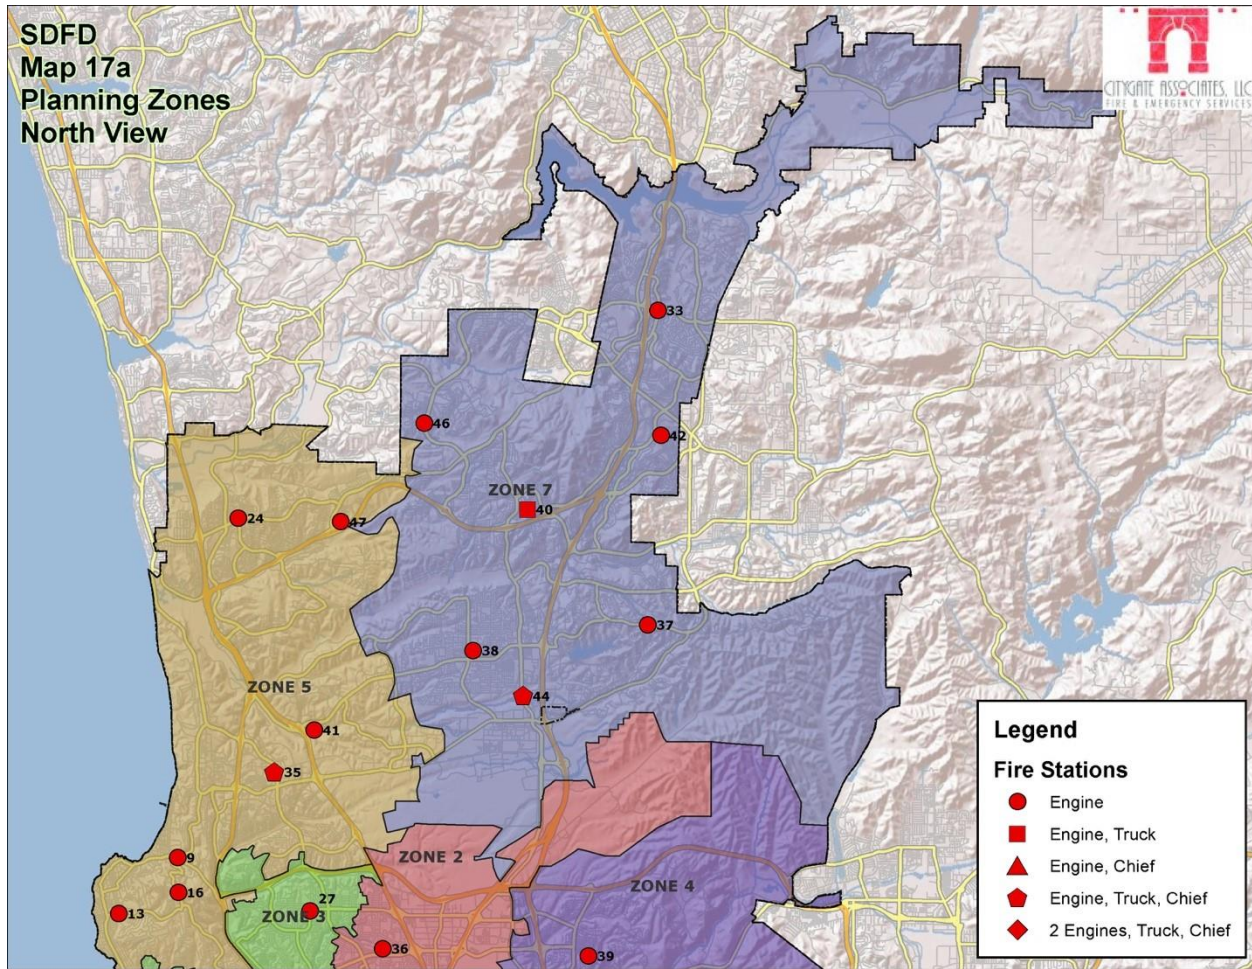 SDFD
Map 17a
Planning Zones
North View
CITYGATE ASSOCIATES, LLC
FIRE & EMERGENCY SERVICES
33
46
42
ZONE 7
40
24
47
37
38
ZONE 5
44
41
35
9
ZONE 2
16
ZONE 4
27
13
ZONE 3
36
39
Legend
Fire Stations
Engine
Engine, Truck
Engine, Chief
Engine, Truck, Chief
2 Engines, Truck, Chief